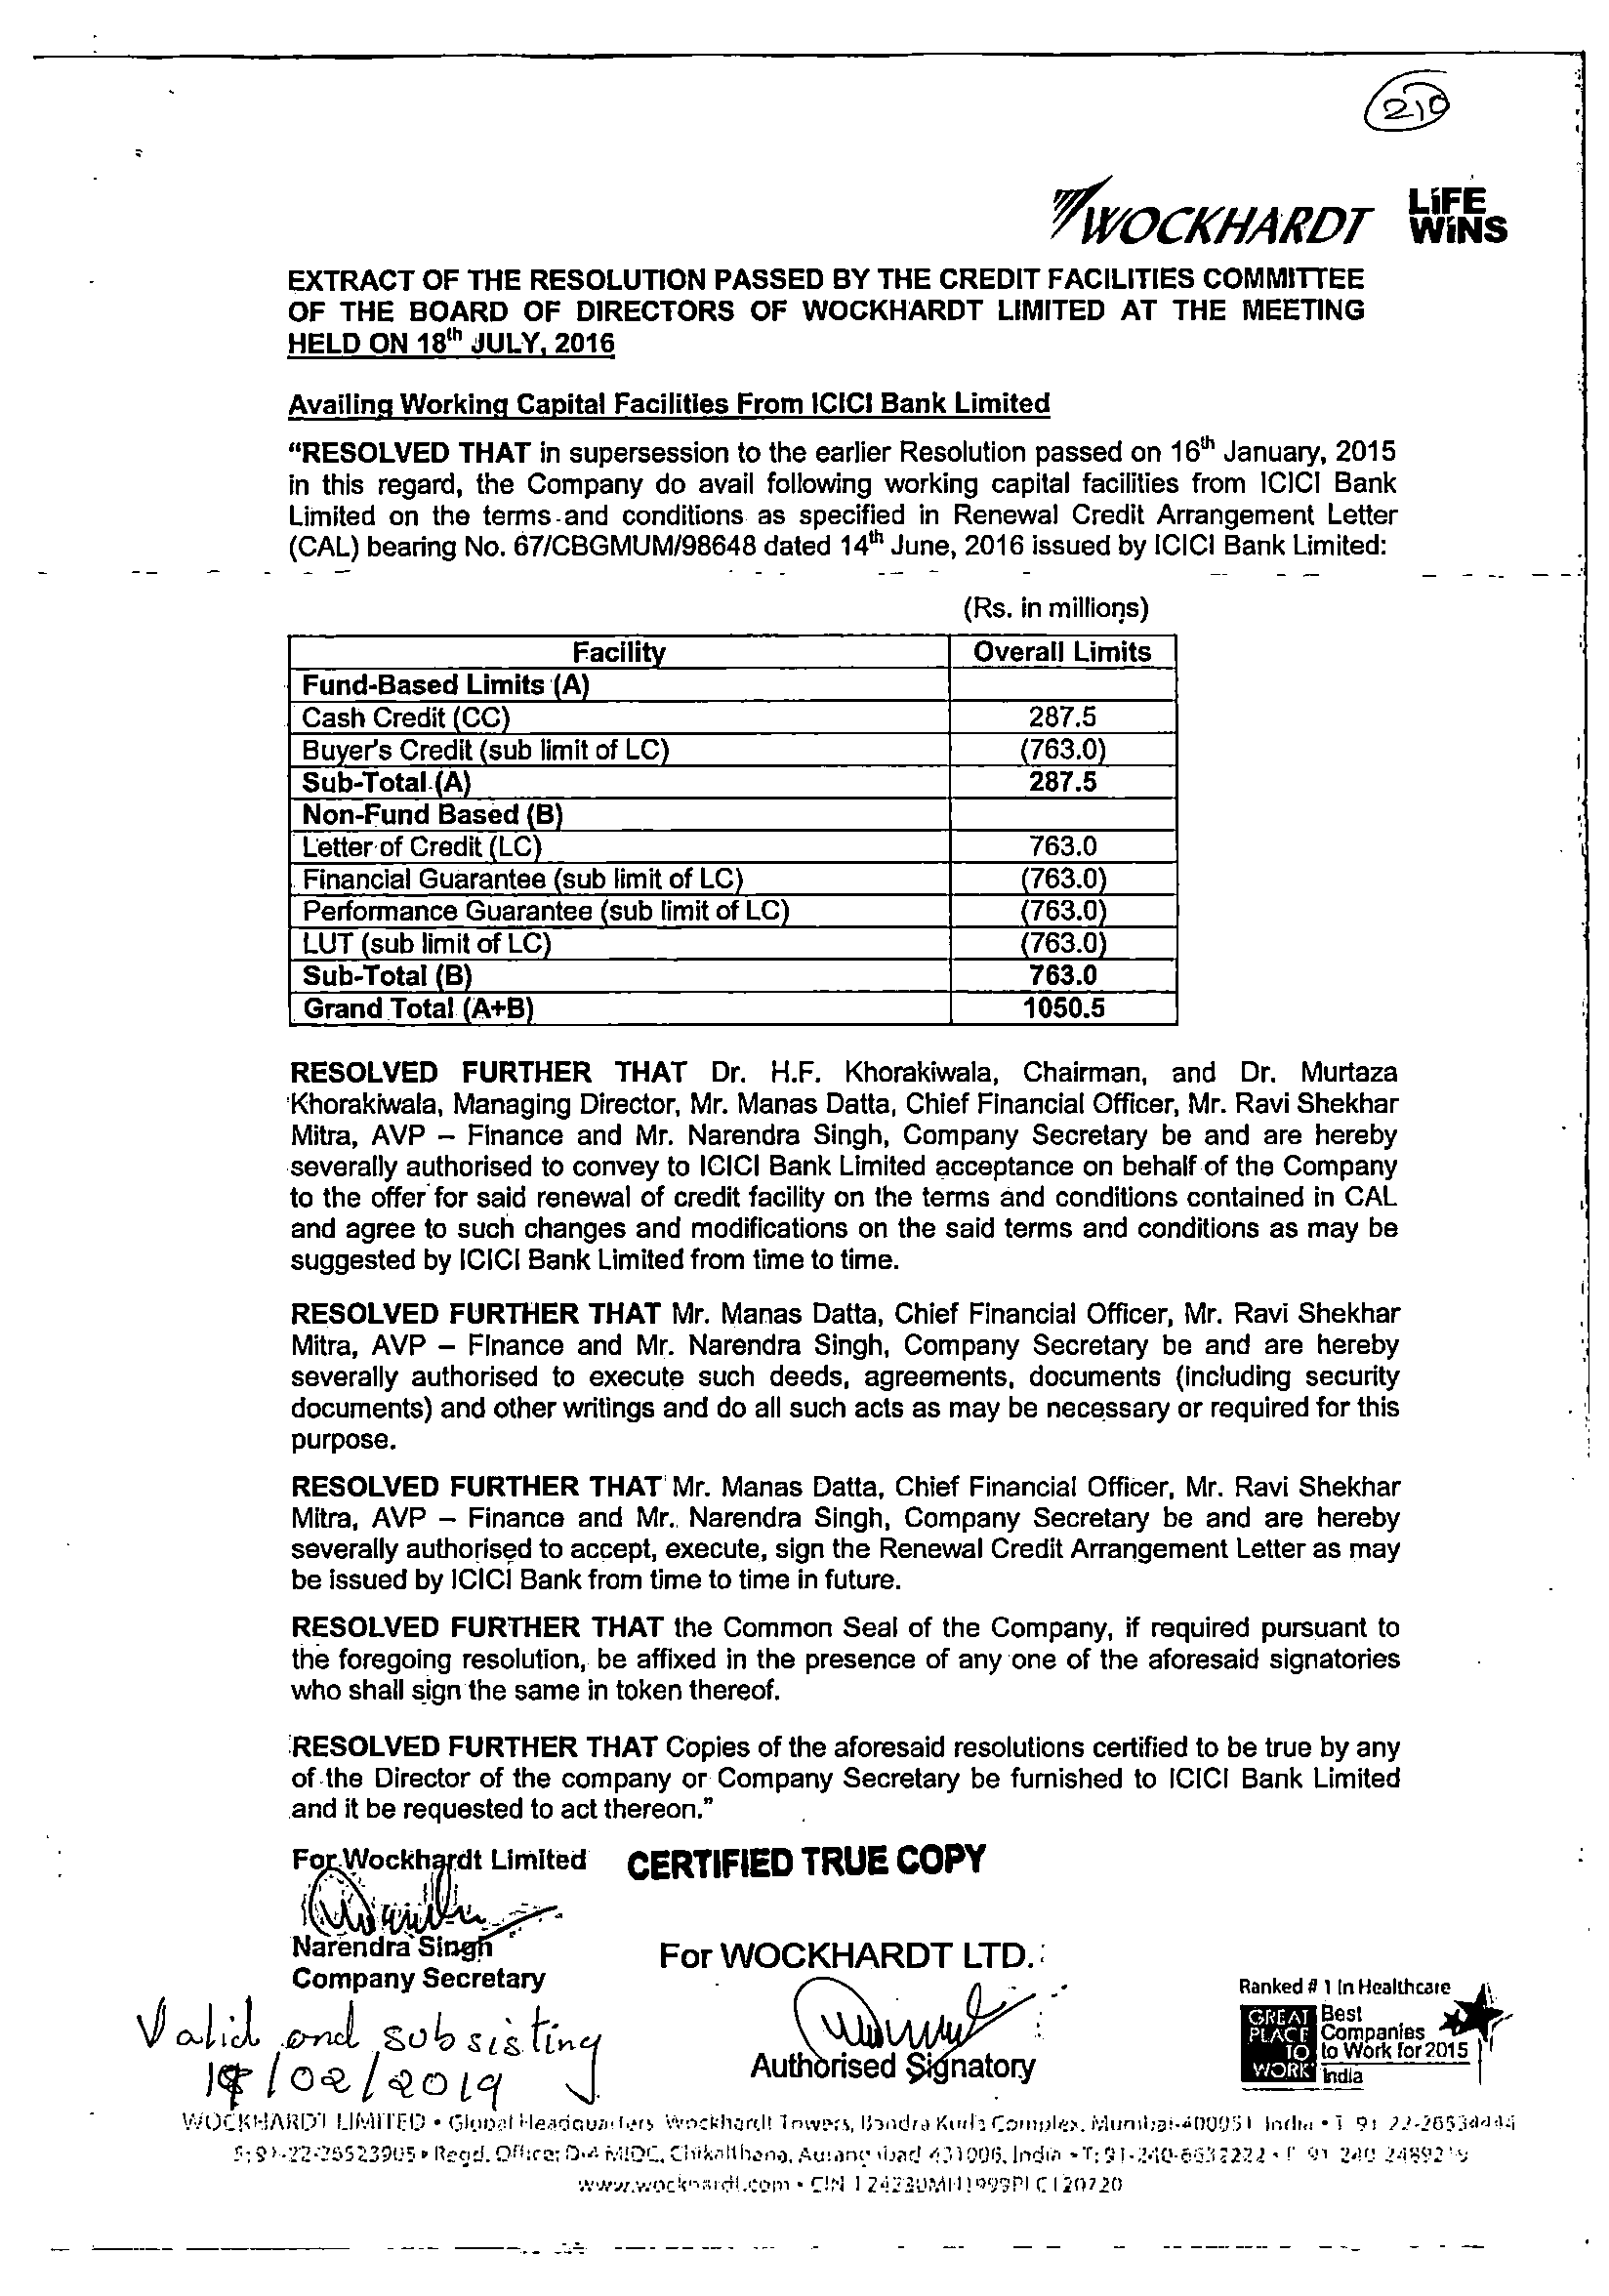 210
WOCKHARDT LiFE WiNS
EXTRACT OF THE RESOLUTION PASSED BY THE CREDIT FACILITIES COMMITTEE
OF THE BOARD OF DIRECTORS OF WOCKHARDT LIMITED AT THE MEETING
HELD ON 18th JULY, 2016
Availing Working Capital Facilities From ICICI Bank Limited
“RESOLVED THAT in supersession to the earlier Resolution passed on 16th January, 2015
in this regard, the Company do avail following working capital facilities from ICICI Bank
Limited on the terms and conditions as specified in Renewal Credit Arrangement Letter
(CAL) bearing No. 67/CBGMUM/98648 dated 14th June, 2016 issued by ICICI Bank Limited:
(Rs. in millions)
Facility Overall Limits
Fund-Based Limits (A)
Cash Credit (CC) 287.5
Buyer's Credit (sub limit of LC) (763.0)
Sub-Total (A) 287.5
Non-Fund Based (B)
Letter of Credit (LC) 763.0
Financial Guarantee (sub limit of LC) (763.0)
Performance Guarantee (sub limit of LC) (763.0)
LUT (sub limit of LC) (763.0)
Sub-Total (B) 763.0
Grand Total (A+B) 1050.5
RESOLVED FURTHER THAT Dr. H.F. Khorakiwala, Chairman, and Dr. Murtaza
Khorakiwala, Managing Director, Mr. Manas Datta, Chief Financial Officer, Mr. Ravi Shekhar
Mitra, AVP – Finance and Mr. Narendra Singh, Company Secretary be and are hereby
severally authorised to convey to ICICI Bank Limited acceptance on behalf of the Company
to the offer for said renewal of credit facility on the terms and conditions contained in CAL
and agree to such changes and modifications on the said terms and conditions as may be
suggested by ICICI Bank Limited from time to time.
RESOLVED FURTHER THAT Mr. Manas Datta, Chief Financial Officer, Mr. Ravi Shekhar
Mitra, AVP – Finance and Mr. Narendra Singh, Company Secretary be and are hereby
severally authorised to execute such deeds, agreements, documents (including security
documents) and other writings and do all such acts as may be necessary or required for this
purpose.
RESOLVED FURTHER THAT Mr. Manas Datta, Chief Financial Officer, Mr. Ravi Shekhar
Mitra, AVP – Finance and Mr. Narendra Singh, Company Secretary be and are hereby
severally authorised to accept, execute, sign the Renewal Credit Arrangement Letter as may
be issued by ICICI Bank from time to time in future.
RESOLVED FURTHER THAT the Common Seal of the Company, if required pursuant to
the foregoing resolution, be affixed in the presence of any one of the aforesaid signatories
who shall sign the same in token thereof.
RESOLVED FURTHER THAT Copies of the aforesaid resolutions certified to be true by any
of the Director of the company or Company Secretary be furnished to ICICI Bank Limited
and it be requested to act thereon.”
For Wockhardt Limited CERTIFIED TRUE COPY
Narendra Singh
Company Secretary
For WOCKHARDT LTD.
Authorised Signatory
Valid and subsisting
18/02/2019
Ranked # 1 In Healthcare
GREAT PLACE TO WORK
Best
Companies
to Work for 2015
India
WOCKHARDT LIMITED • Global Headquarters Wockhardt Towers, Bandra Kurla Complex, Mumbai-400051 India • T 91 22-26534444
F: 91-22-26523905 • Regd. Office: D-4 MIDC, Chikalthana, Aurangabad 431006, India • T: 91-240-6632222 •
www.wockhardt.com • CIN